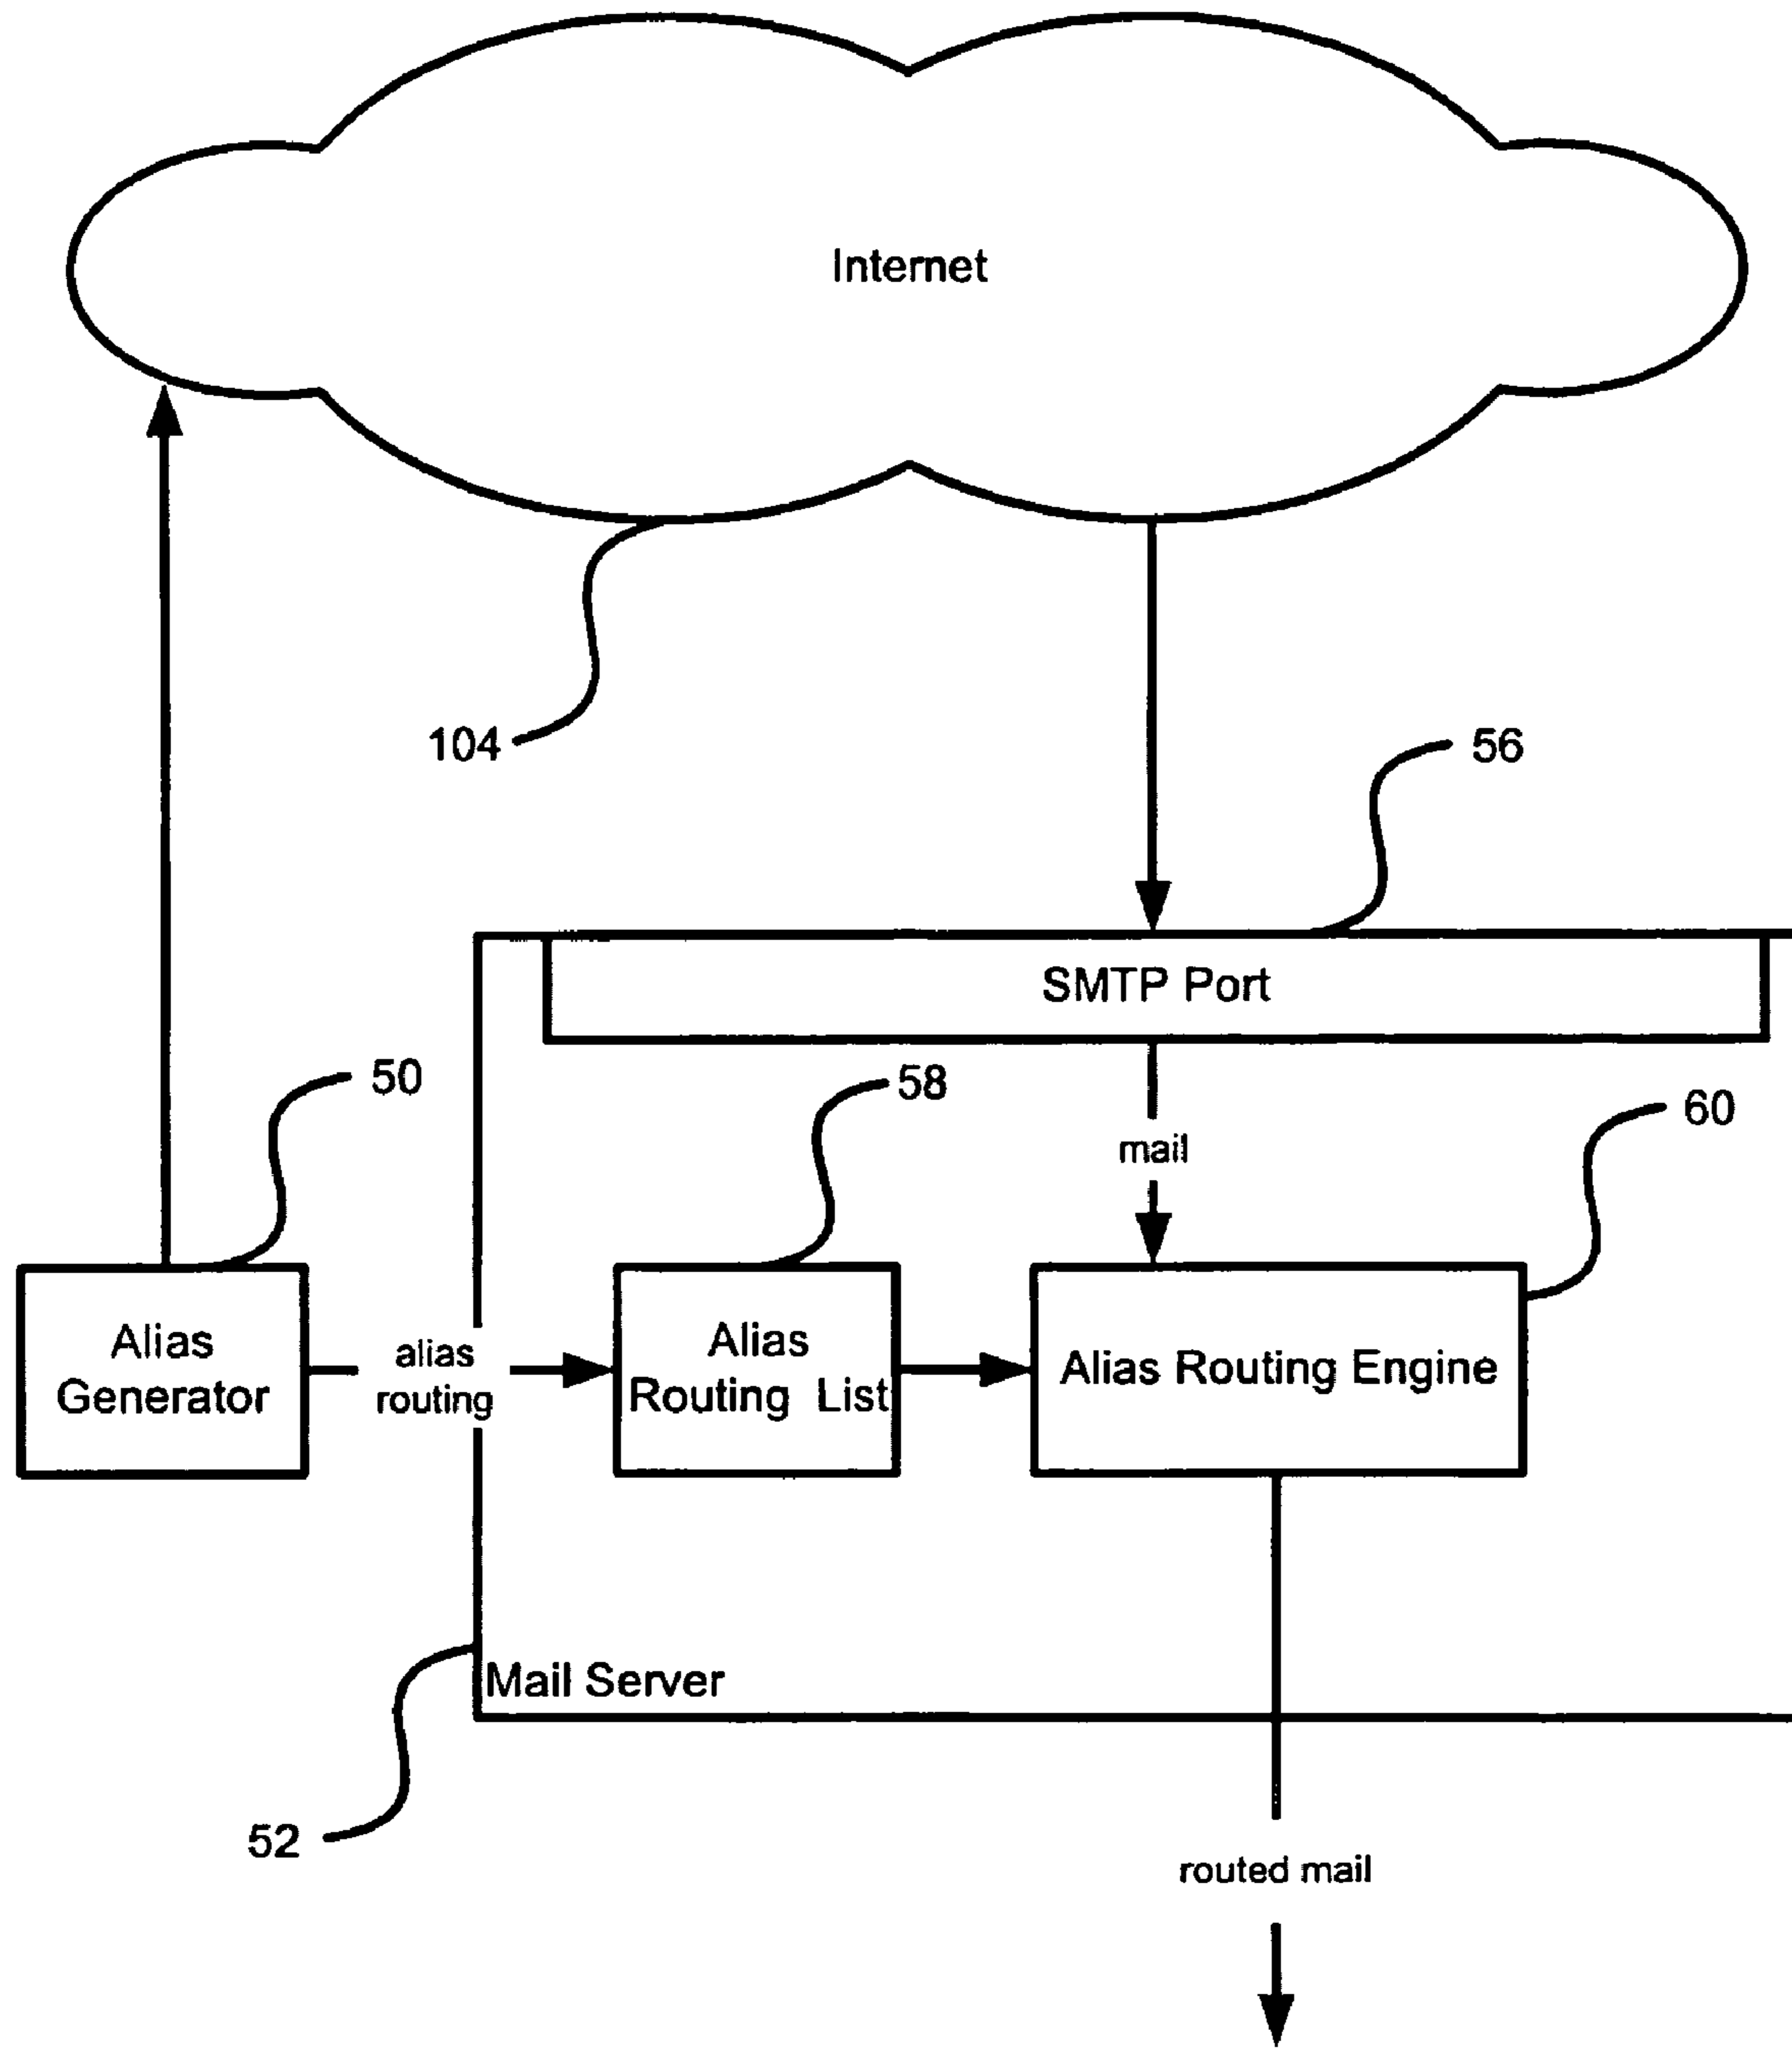 Internet
104
56
SMTP Port
50
58
60
mail
Alias
Generator
alias
routing
Alias
Routing List
Alias Routing Engine
Mail Server
52
routed mail